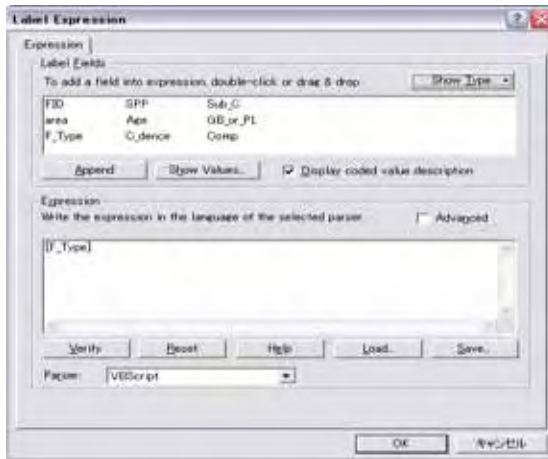 Label Expression
Expression
Label Fields
To add a field into expression, double-click or drag & drop
Show Type
FID SPP Sub_C
area Age GB_or_PL
F_Type C_dence Comp
Append Show Values... Display coded value description
Expression
Write the expression in the language of the selected parser.
Advanced
[F_Type]
Verify Reset Help Load... Save...
Parser: VBScript
OK キャンセル